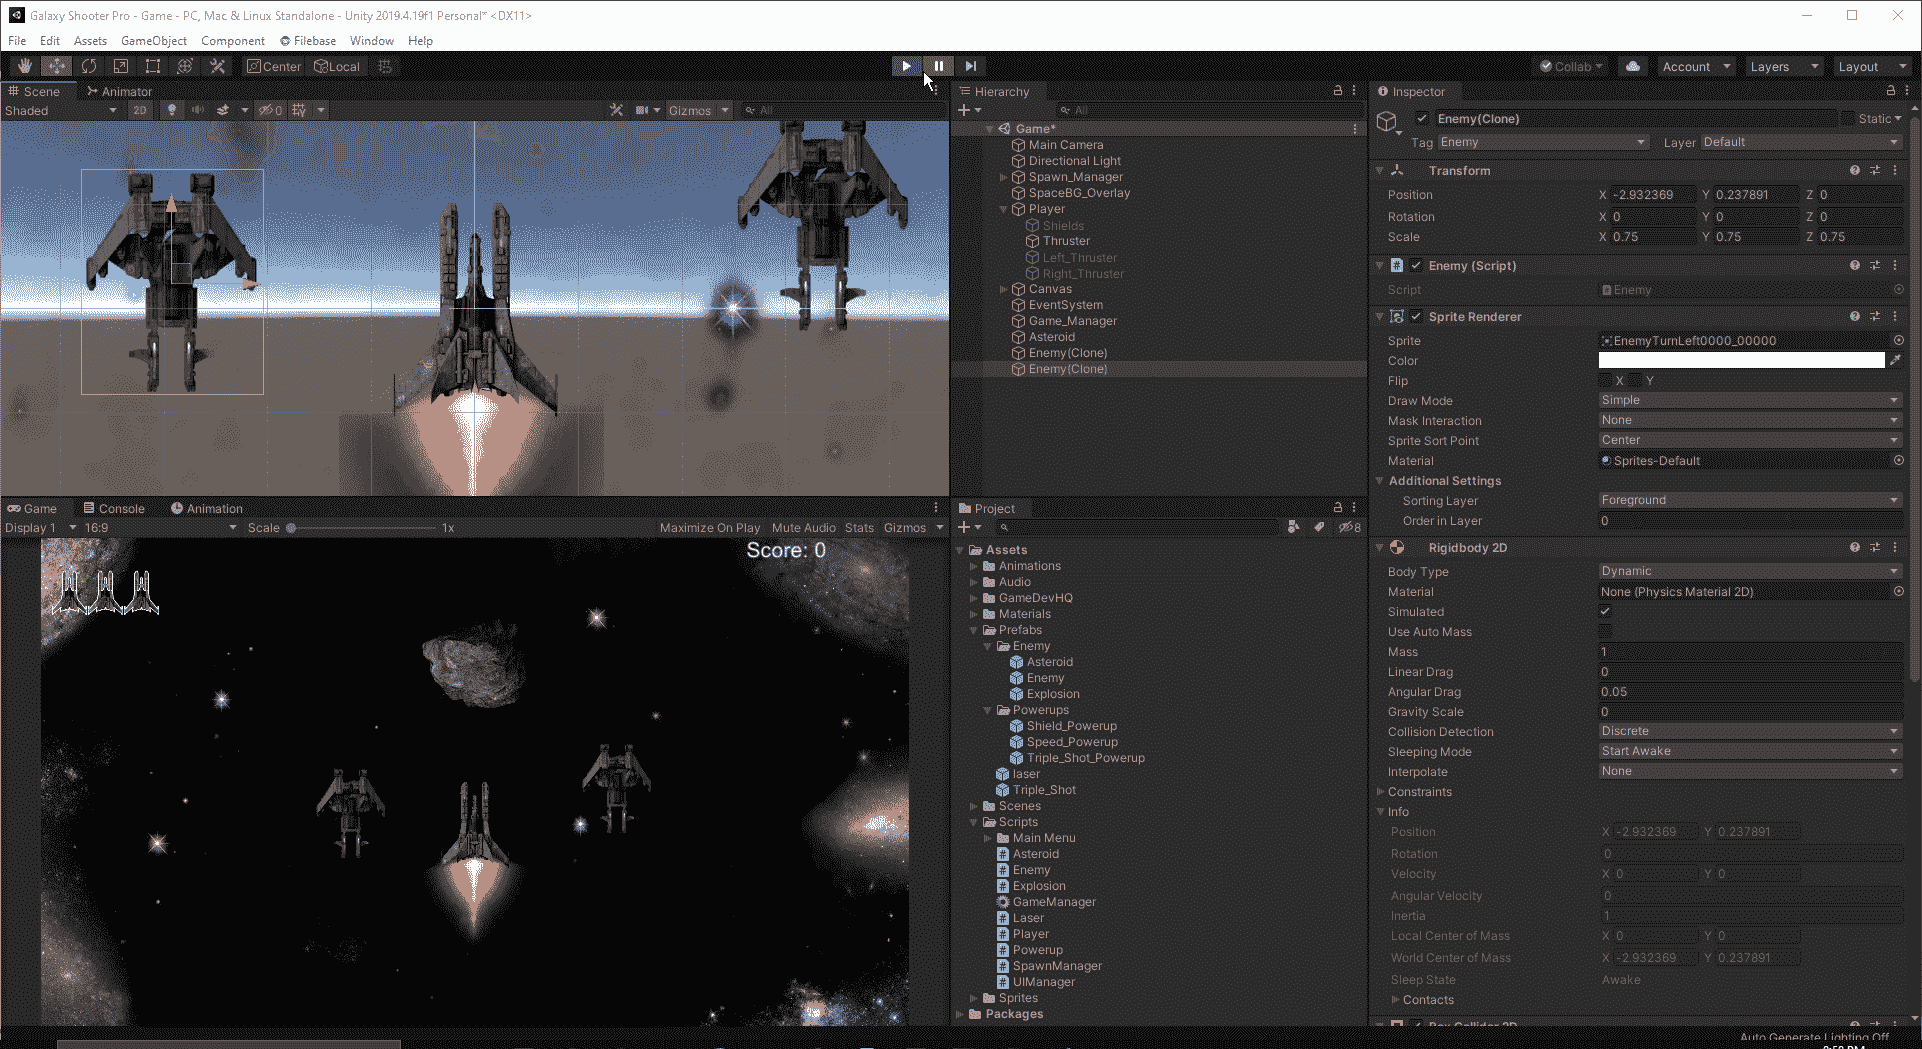 Galaxy Shooter Pro - Game - PC, Mac & Linux Standalone - Unity 2019.4.19f1 Personal* <DX11>
File Edit Assets GameObject Component Filebase Window Help
Center Local Collab Account Layers Layout
Scene Animator
Shaded 2D 0 Gizmos All
Hierarchy
All
Game*
Main Camera
Directional Light
Spawn_Manager
SpaceBG_Overlay
Player
Shields
Thruster
Left_Thruster
Right_Thruster
Canvas
EventSystem
Game_Manager
Asteroid
Enemy(Clone)
Enemy(Clone)
Game Console Animation
Display 1 16:9 Scale 1x Maximize On Play Mute Audio Stats Gizmos
Score: 0
Project
8
Assets
Animations
Audio
GameDevHQ
Materials
Prefabs
Enemy
Asteroid
Enemy
Explosion
Powerups
Shield_Powerup
Speed_Powerup
Triple_Shot_Powerup
laser
Triple_Shot
Scenes
Scripts
Main Menu
Asteroid
Enemy
Explosion
GameManager
Laser
Player
Powerup
SpawnManager
UIManager
Sprites
Packages
Inspector
Enemy(Clone) Static
Tag Enemy Layer Default
Transform
Position X -2.932369 Y 0.237891 Z 0
Rotation X 0 Y 0 Z 0
Scale X 0.75 Y 0.75 Z 0.75
# Enemy (Script)
Script Enemy
Sprite Renderer
Sprite EnemyTurnLeft0000_00000
Color
Flip X Y
Draw Mode Simple
Mask Interaction None
Sprite Sort Point Center
Material Sprites-Default
Additional Settings
Sorting Layer Foreground
Order in Layer 0
Rigidbody 2D
Body Type Dynamic
Material None (Physics Material 2D)
Simulated
Use Auto Mass
Mass 1
Linear Drag 0
Angular Drag 0.05
Gravity Scale 0
Collision Detection Discrete
Sleeping Mode Start Awake
Interpolate None
Constraints
Info
Position X -2.932369 Y 0.237891
Rotation 0
Velocity X 0 Y 0
Angular Velocity 0
Inertia 1
Local Center of Mass X 0 Y 0
World Center of Mass X -2.932369 Y 0.237891
Sleep State Awake
Contacts
Box Collider 2D
Auto Generate Lighting Off